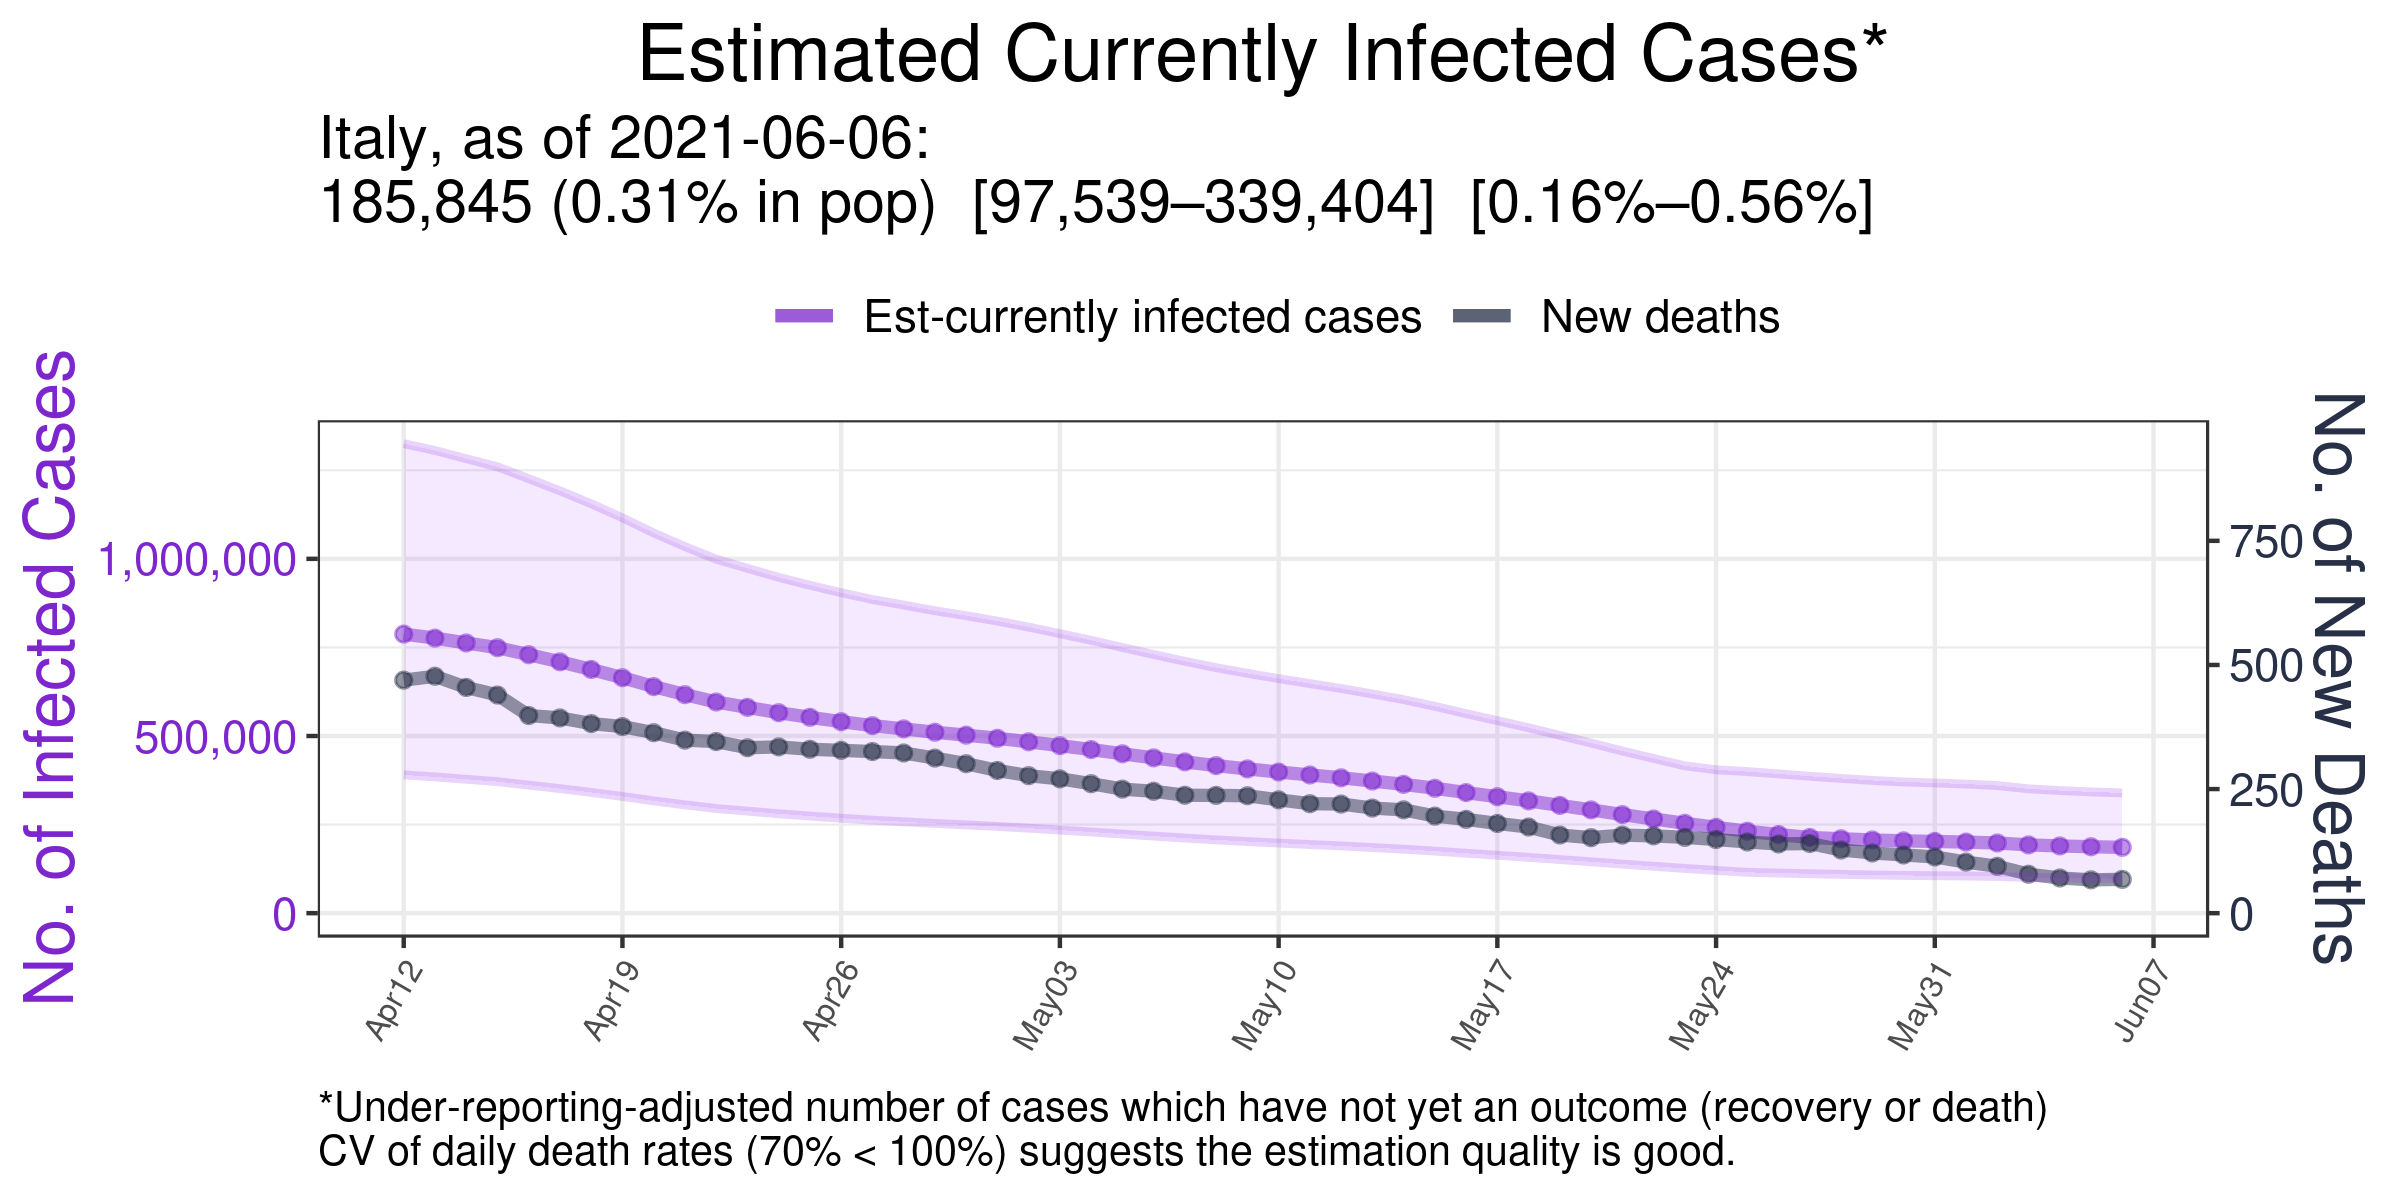 Estimated Currently Infected Cases*
Italy, as of 2021-06-06:
185,845 (0.31% in pop)  [97,539–339,404]  [0.16%–0.56%]
Est-currently infected cases
New deaths
No. of Infected Cases
1,000,000
500,000
0
No. of New Deaths
750
500
250
0
Apr12
Apr19
Apr26
May03
May10
May17
May24
May31
Jun07
*Under-reporting-adjusted number of cases which have not yet an outcome (recovery or death)
CV of daily death rates (70% < 100%) suggests the estimation quality is good.